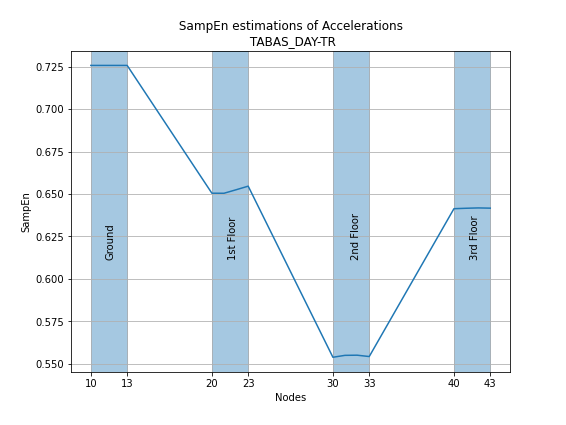 SampEn estimations of Accelerations
TABAS_DAY-TR
0.725
0.700
0.675
0.650
0.625
0.600
0.575
0.550
SampEn
Ground
1st Floor
2nd Floor
3rd Floor
10 13 20 23 30 33 40 43
Nodes